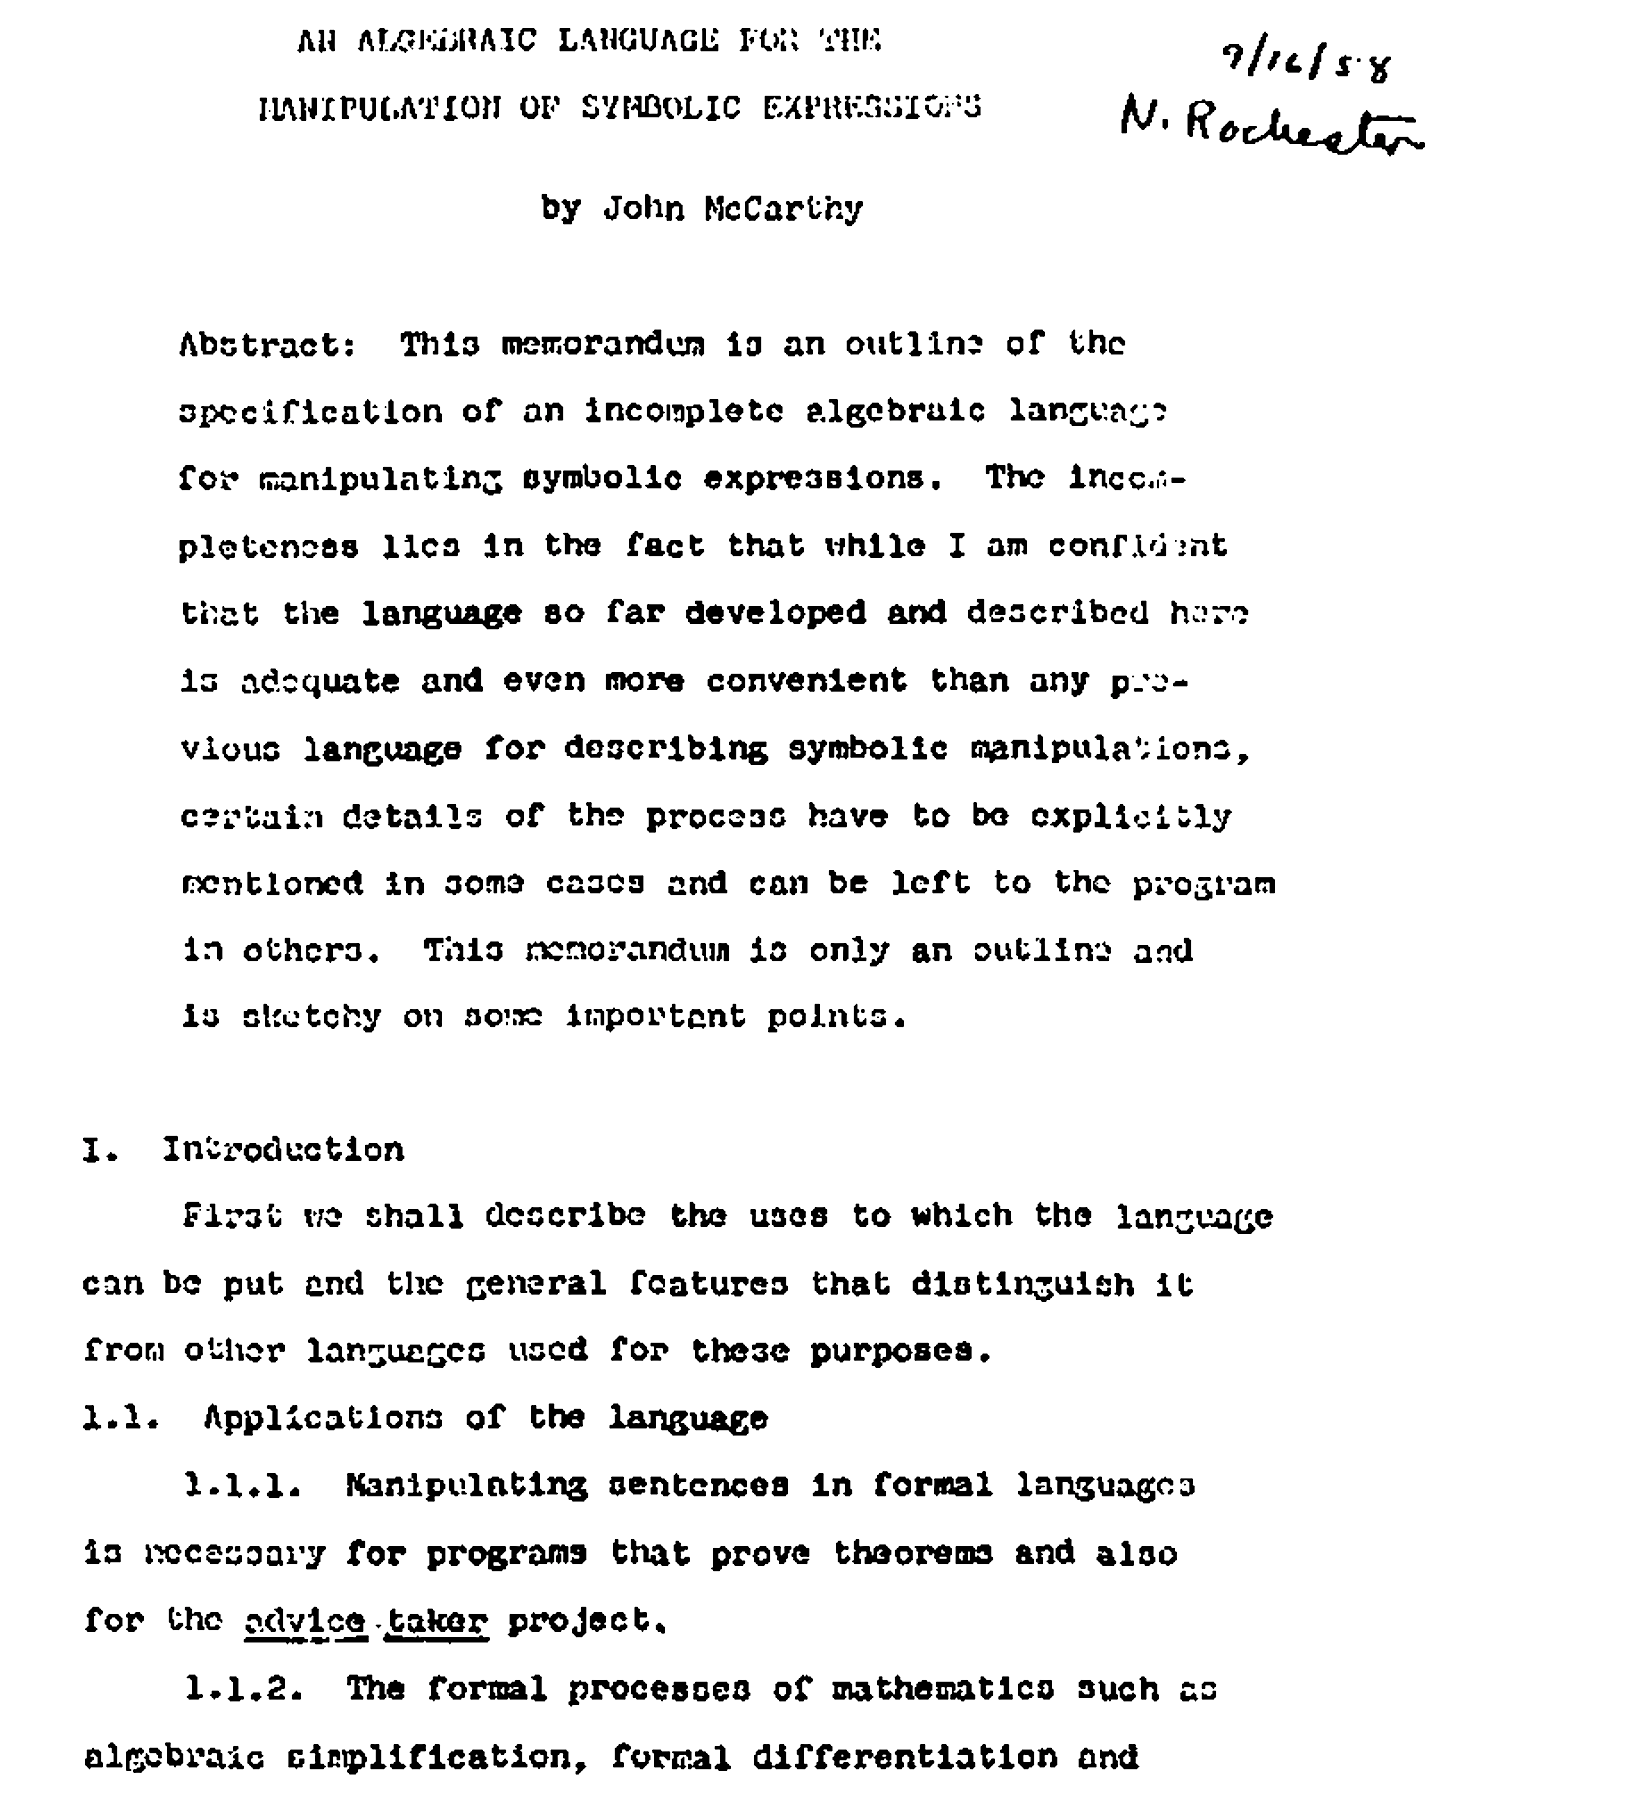 AN ALGEBRAIC LANGUAGE FOR THE
MANIPULATION OF SYMBOLIC EXPRESSIONS
9/16/58
N. Rochester
by John McCarthy
Abstract: This memorandum is an outline of the
specification of an incomplete algebraic language
for manipulating symbolic expressions. The incom-
pleteness lies in the fact that while I am confident
that the language so far developed and described here
is adequate and even more convenient than any pre-
vious language for describing symbolic manipulations,
certain details of the process have to be explicitly
mentioned in some cases and can be left to the program
in others. This memorandum is only an outline and
is sketchy on some important points.
I. Introduction
First we shall describe the uses to which the language
can be put and the general features that distinguish it
from other languages used for these purposes.
1.1. Applications of the language
1.1.1. Manipulating sentences in formal languages
is necessary for programs that prove theorems and also
for the advice taker project.
1.1.2. The formal processes of mathematics such as
algebraic simplification, formal differentiation and